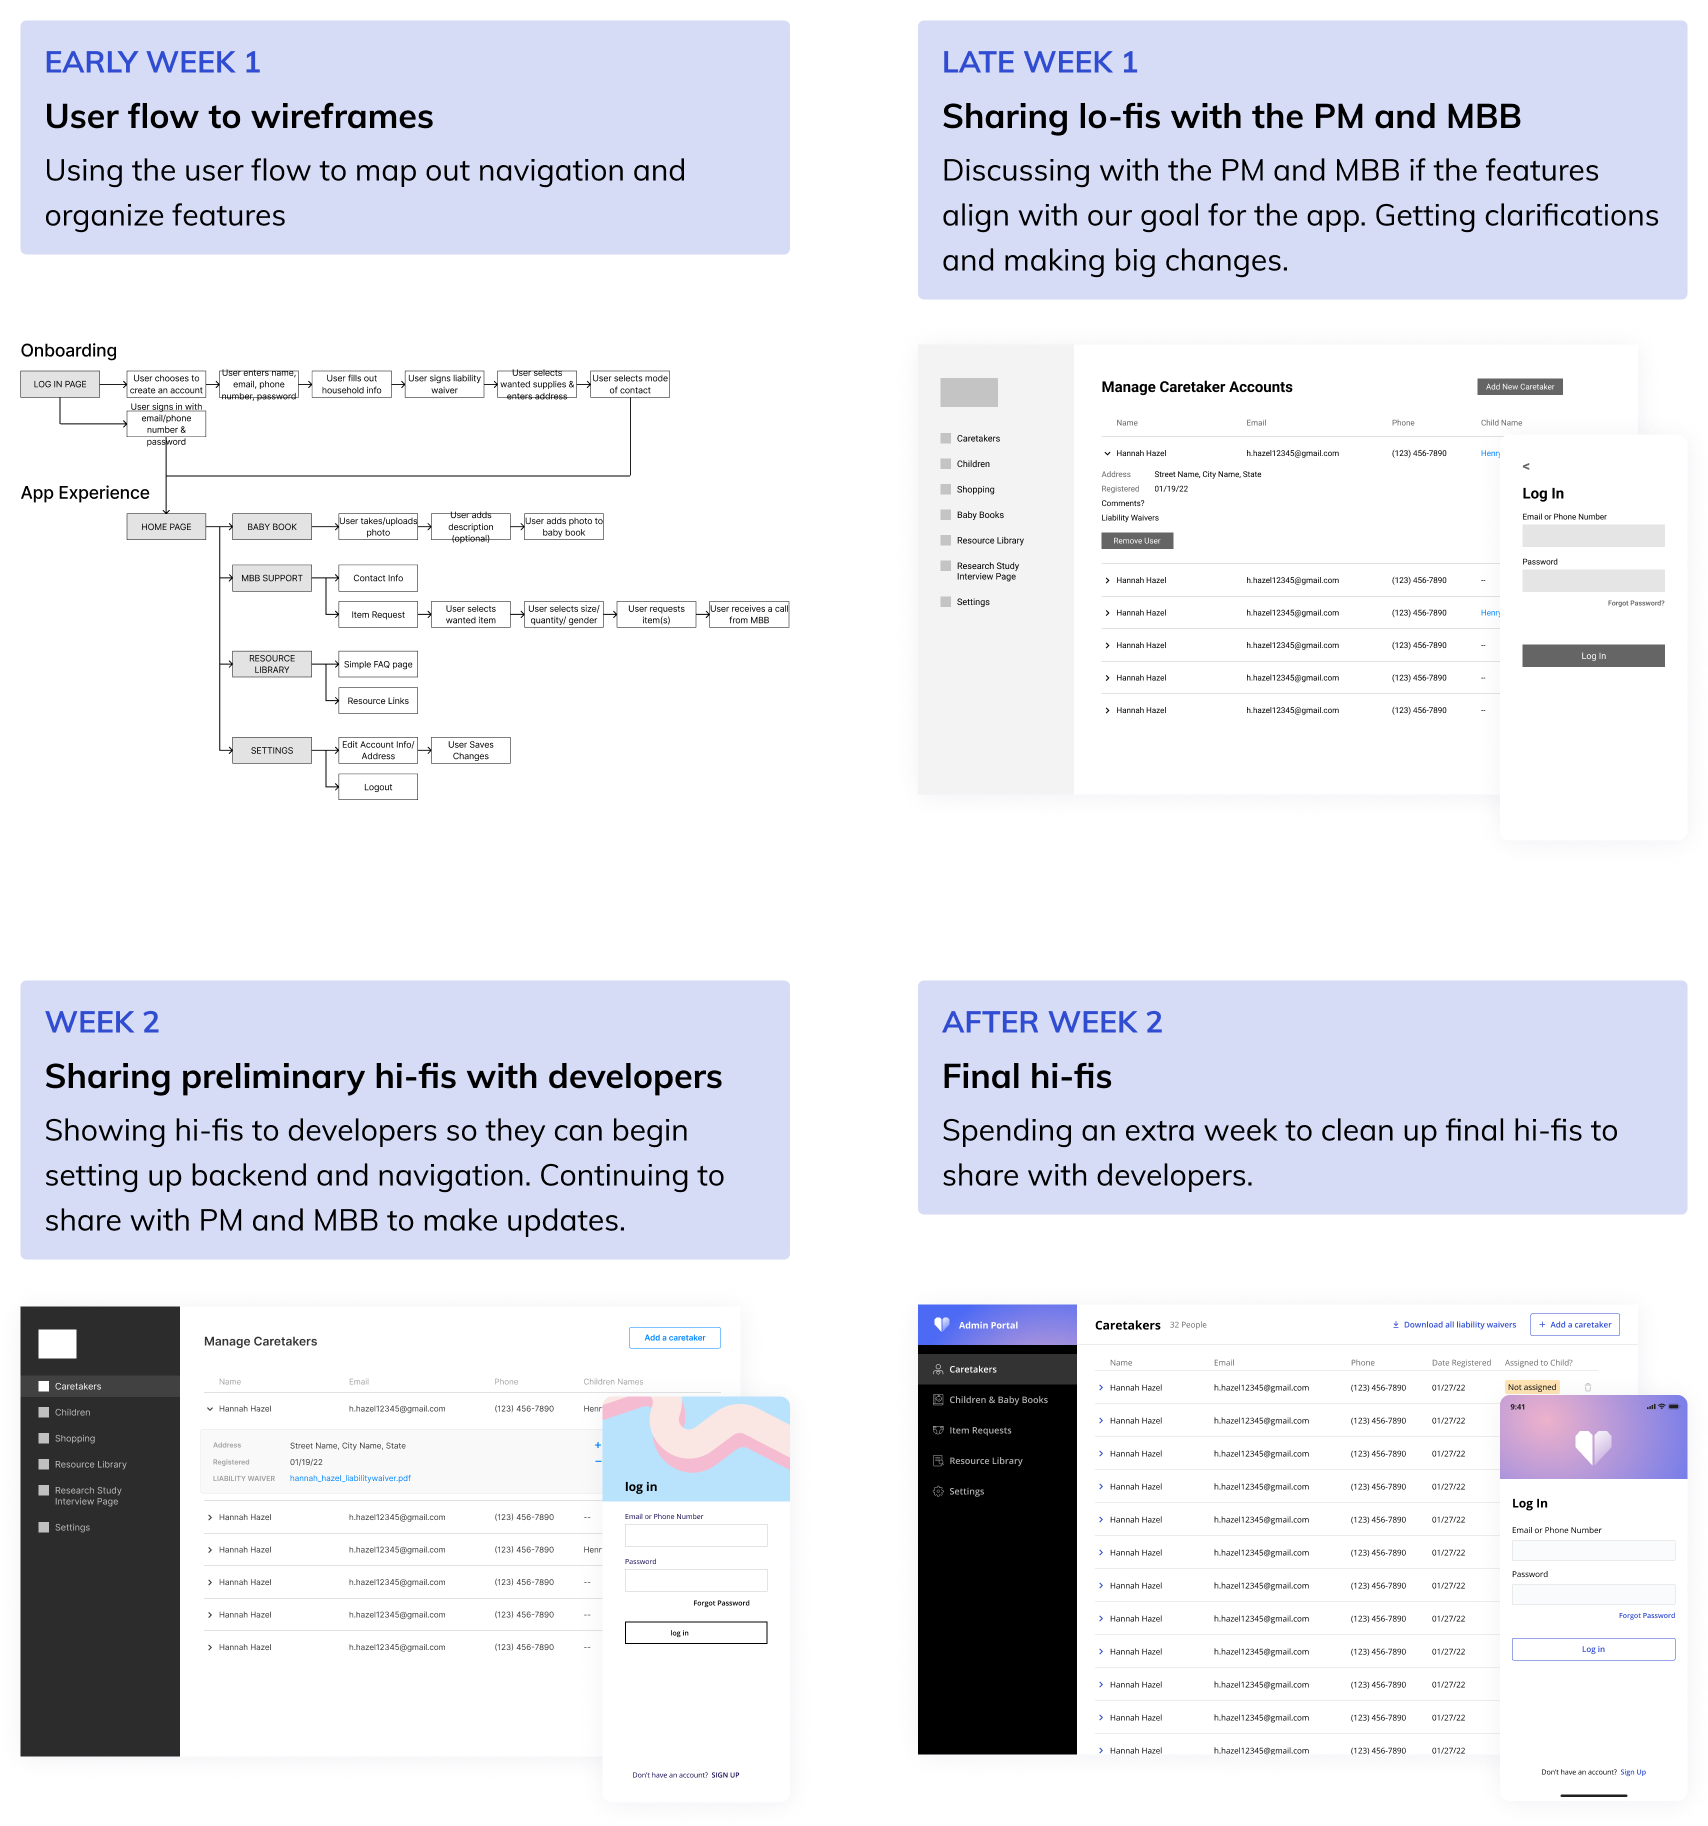 EARLY WEEK 1
User flow to wireframes
Using the user flow to map out navigation and
organize features
Onboarding
LOG IN PAGE
User chooses to
create an account
User enters name,
email, phone
number, password
User fills out
household info
User signs liability
waiver
User selects
wanted supplies &
enters address
User selects mode
of contact
User signs in with
email/phone
number &
password
App Experience
HOME PAGE
BABY BOOK
User takes/uploads
photo
User adds
description
(optional)
User adds photo to
baby book
MBB SUPPORT
Contact Info
Item Request
User selects
wanted item
User selects size/
quantity/ gender
User requests
item(s)
User receives a call
from MBB
RESOURCE
LIBRARY
Simple FAQ page
Resource Links
SETTINGS
Edit Account Info/
Address
User Saves
Changes
Logout
LATE WEEK 1
Sharing lo-fis with the PM and MBB
Discussing with the PM and MBB if the features
align with our goal for the app. Getting clarifications
and making big changes.
Caretakers
Children
Shopping
Baby Books
Resource Library
Research Study
Interview Page
Settings
Manage Caretaker Accounts
Add New Caretaker
Name Email Phone Child Name
Hannah Hazel h.hazel12345@gmail.com (123) 456-7890 Henry
Address Street Name, City Name, State
Registered 01/19/22
Comments?
Liability Waivers
Remove User
Hannah Hazel h.hazel12345@gmail.com (123) 456-7890 --
Hannah Hazel h.hazel12345@gmail.com (123) 456-7890 Henry
Hannah Hazel h.hazel12345@gmail.com (123) 456-7890 --
Hannah Hazel h.hazel12345@gmail.com (123) 456-7890 --
Hannah Hazel h.hazel12345@gmail.com (123) 456-7890 --
<
Log In
Email or Phone Number
Password
Forgot Password?
Log In
WEEK 2
Sharing preliminary hi-fis with developers
Showing hi-fis to developers so they can begin
setting up backend and navigation. Continuing to
share with PM and MBB to make updates.
Caretakers
Children
Shopping
Resource Library
Research Study
Interview Page
Settings
Manage Caretakers
Add a caretaker
Name Email Phone Children Names
Hannah Hazel h.hazel12345@gmail.com (123) 456-7890 Henr
Address Street Name, City Name, State +
Registered 01/19/22 –
LIABILITY WAIVER hannah_hazel_liabilitywaiver.pdf
Hannah Hazel h.hazel12345@gmail.com (123) 456-7890 --
Hannah Hazel h.hazel12345@gmail.com (123) 456-7890 Henr
Hannah Hazel h.hazel12345@gmail.com (123) 456-7890 --
Hannah Hazel h.hazel12345@gmail.com (123) 456-7890 --
Hannah Hazel h.hazel12345@gmail.com (123) 456-7890 --
log in
Email or Phone Number
Password
Forgot Password
log in
Don't have an account? SIGN UP
AFTER WEEK 2
Final hi-fis
Spending an extra week to clean up final hi-fis to
share with developers.
Admin Portal
Caretakers
Children & Baby Books
Item Requests
Resource Library
Settings
Caretakers 32 People
Download all liability waivers
+ Add a caretaker
Name Email Phone Date Registered Assigned to Child?
Hannah Hazel h.hazel12345@gmail.com (123) 456-7890 01/27/22 Not assigned
Hannah Hazel h.hazel12345@gmail.com (123) 456-7890 01/27/22
Hannah Hazel h.hazel12345@gmail.com (123) 456-7890 01/27/22
Hannah Hazel h.hazel12345@gmail.com (123) 456-7890 01/27/22
Hannah Hazel h.hazel12345@gmail.com (123) 456-7890 01/27/22
Hannah Hazel h.hazel12345@gmail.com (123) 456-7890 01/27/22
Hannah Hazel h.hazel12345@gmail.com (123) 456-7890 01/27/22
Hannah Hazel h.hazel12345@gmail.com (123) 456-7890 01/27/22
Hannah Hazel h.hazel12345@gmail.com (123) 456-7890 01/27/22
Hannah Hazel h.hazel12345@gmail.com (123) 456-7890 01/27/22
Hannah Hazel h.hazel12345@gmail.com (123) 456-7890 01/27/22
Hannah Hazel h.hazel12345@gmail.com (123) 456-7890 01/27/22
9:41
Log In
Email or Phone Number
Password
Forgot Password
Log in
Don't have an account? Sign Up